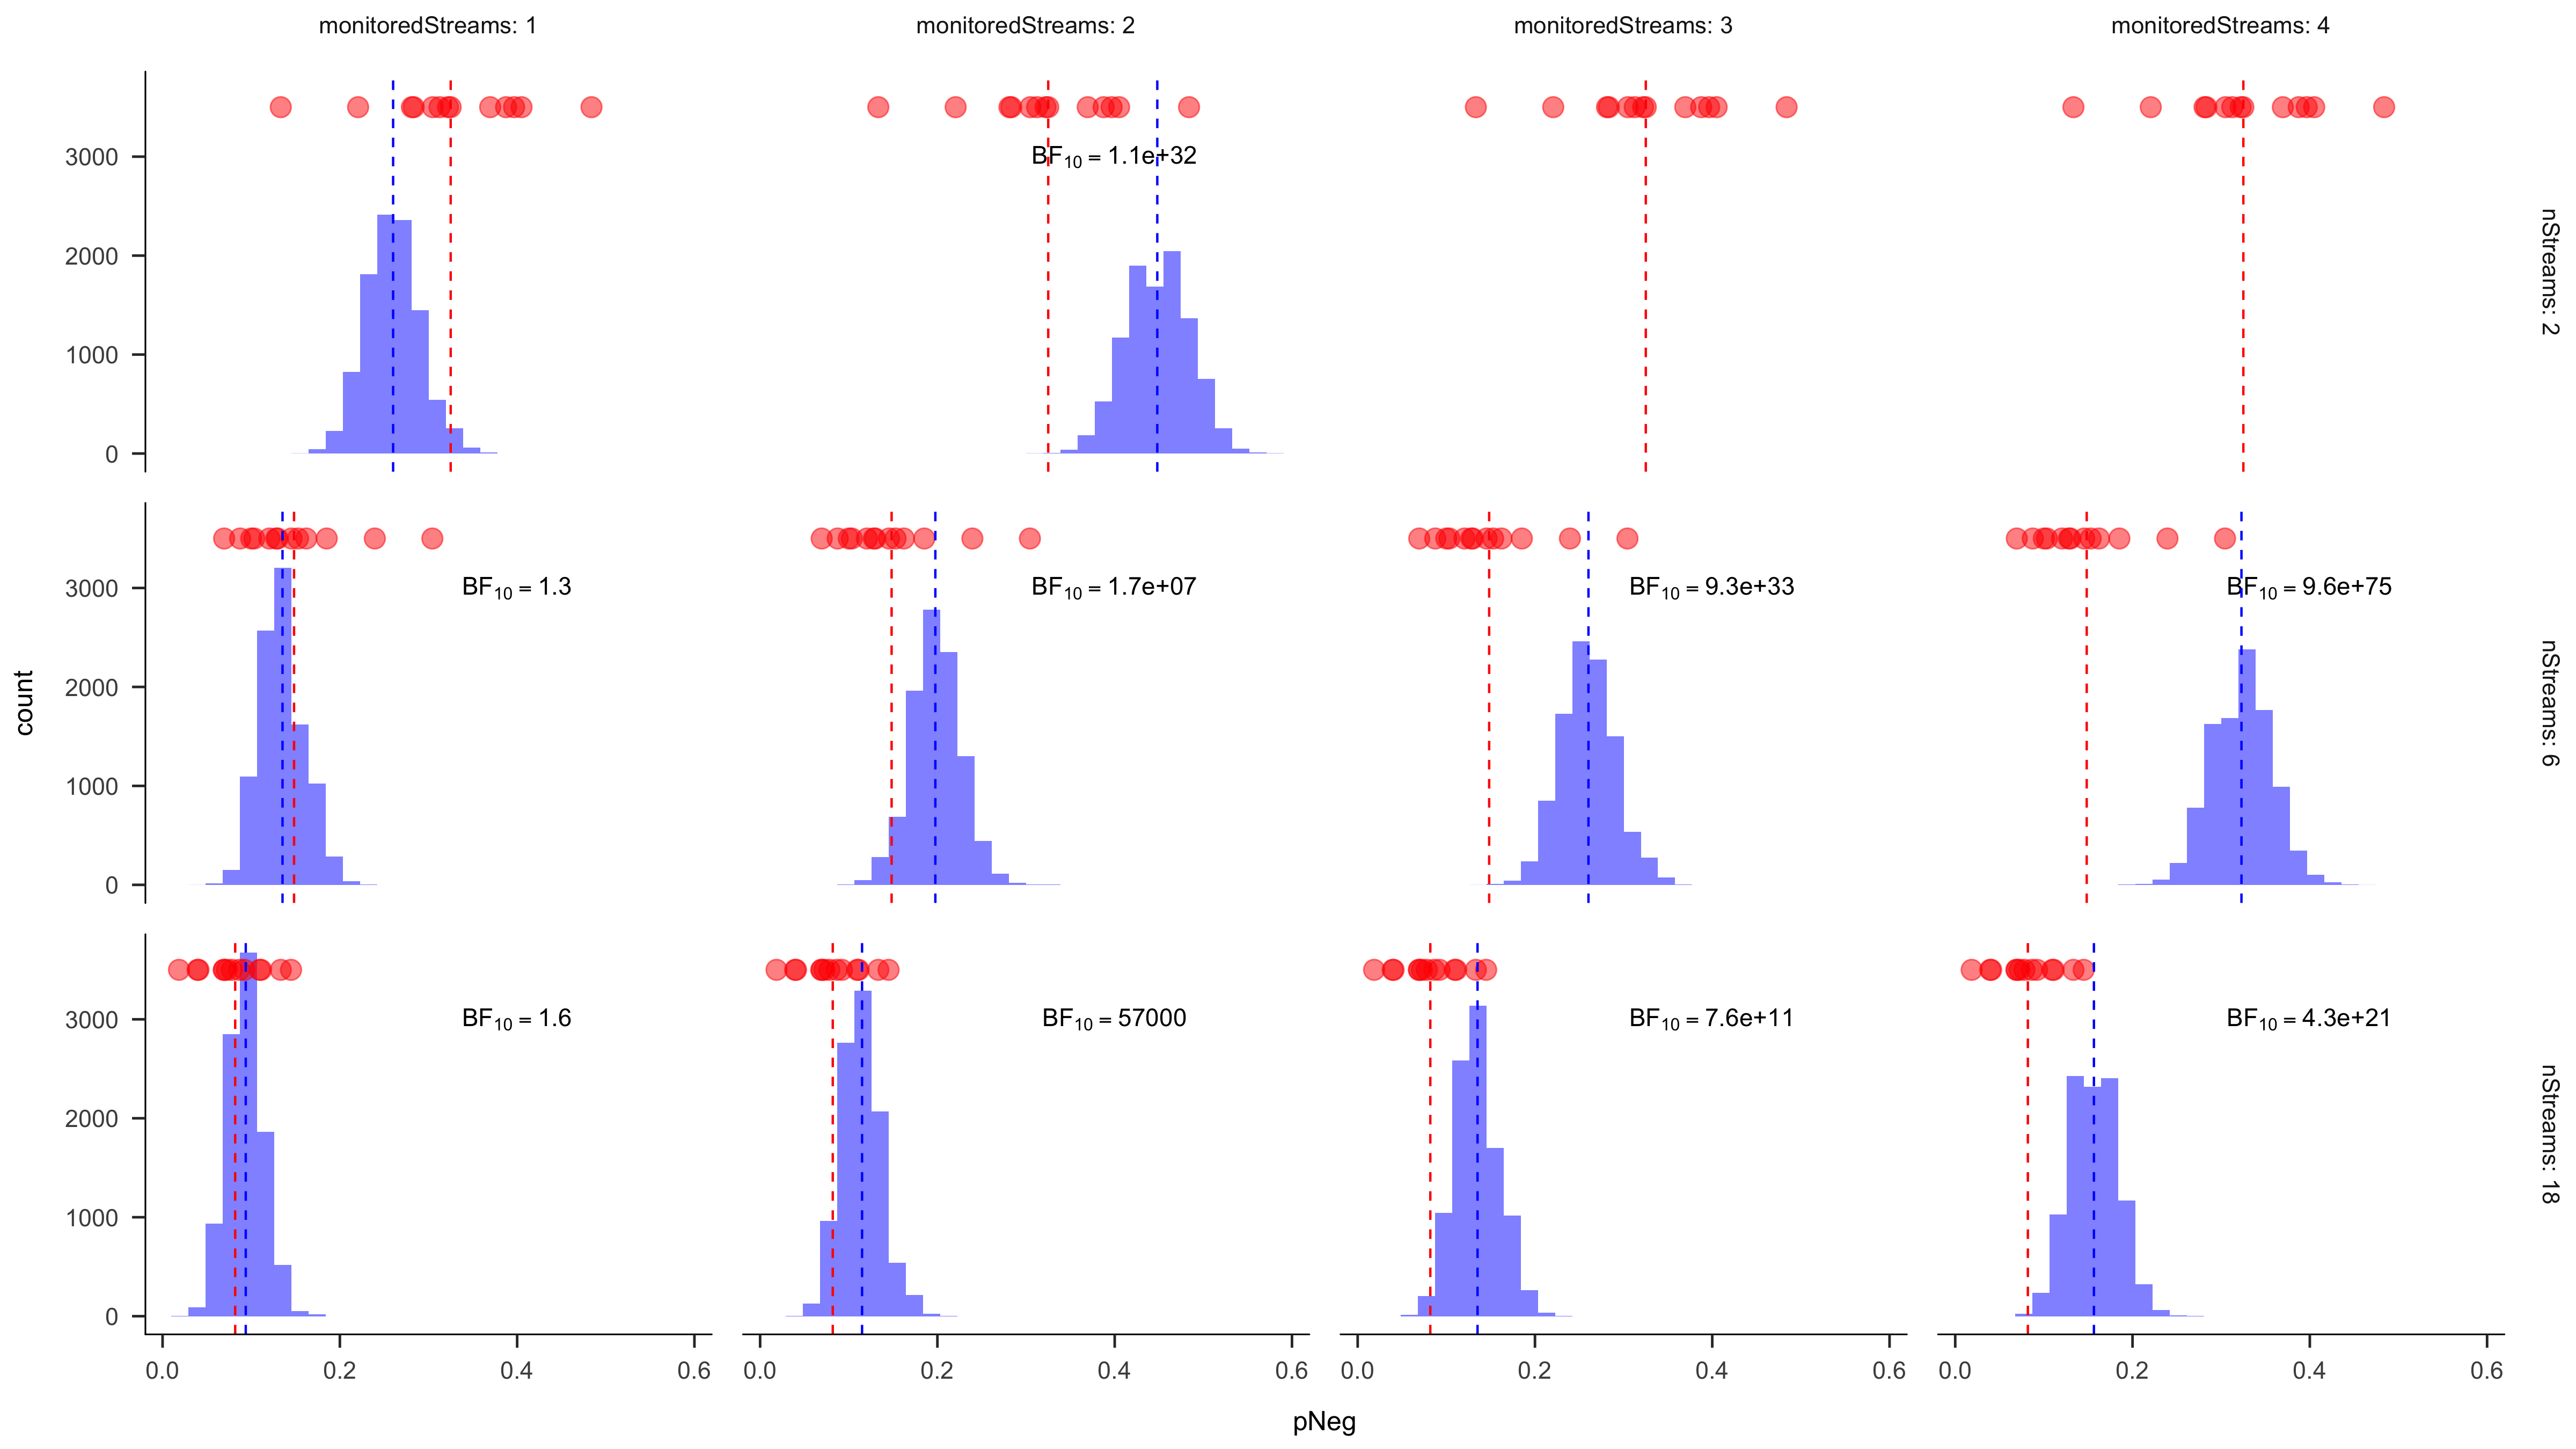 monitoredStreams: 1
monitoredStreams: 2
monitoredStreams: 3
monitoredStreams: 4
3000
2000
1000
0
BF₁₀ = 1.1e+32
nStreams: 2
count
3000
2000
1000
0
BF₁₀ = 1.3
BF₁₀ = 1.7e+07
BF₁₀ = 9.3e+33
BF₁₀ = 9.6e+75
nStreams: 6
3000
2000
1000
0
BF₁₀ = 1.6
BF₁₀ = 57000
BF₁₀ = 7.6e+11
BF₁₀ = 4.3e+21
nStreams: 18
0.0 0.2 0.4 0.6
0.0 0.2 0.4 0.6
0.0 0.2 0.4 0.6
0.0 0.2 0.4 0.6
pNeg